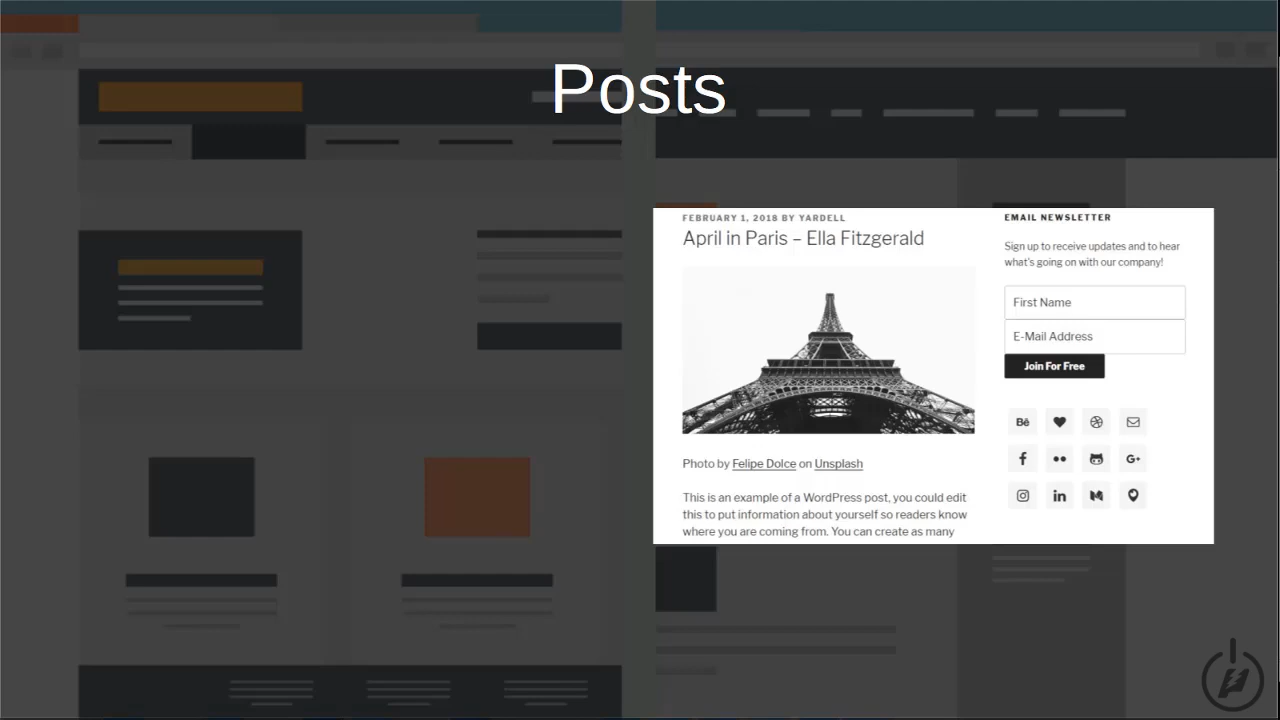 Posts
FEBRUARY 1, 2018 BY YARDELL
April in Paris – Ella Fitzgerald
Photo by Felipe Dolce on Unsplash
This is an example of a WordPress post, you could edit
this to put information about yourself so readers know
where you are coming from. You can create as many
EMAIL NEWSLETTER
Sign up to receive updates and to hear
what's going on with our company!
First Name
E-Mail Address
Join For Free
Bē
G+
in